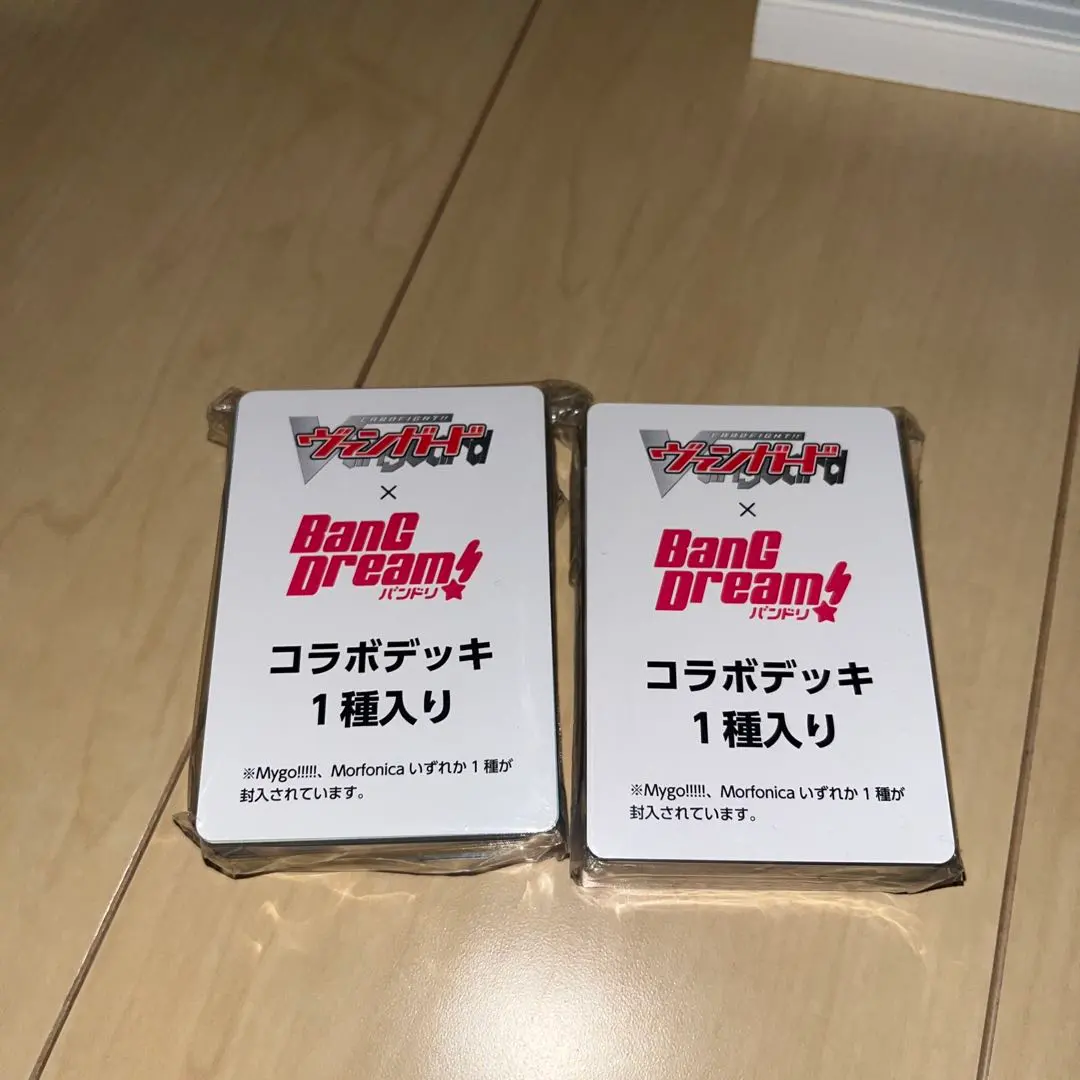 CARDFIGHT!!
ヴァンガード
Vanguard
×
BanG
Dream!
バンドリ
コラボデッキ
1種入り
※Mygo!!!!!、Morfonica いずれか 1 種が
封入されています。
CARDFIGHT!!
ヴァンガード
Vanguard
×
BanG
Dream!
バンドリ
コラボデッキ
1種入り
※Mygo!!!!!、Morfonica いずれか 1 種が
封入されています。